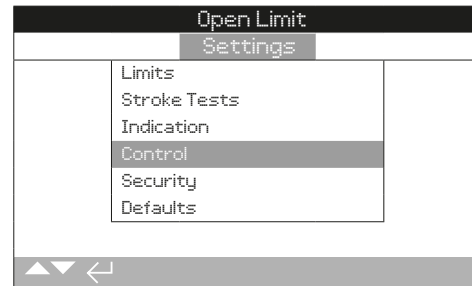 Open Limit
Settings
Limits
Stroke Tests
Indication
Control
Security
Defaults